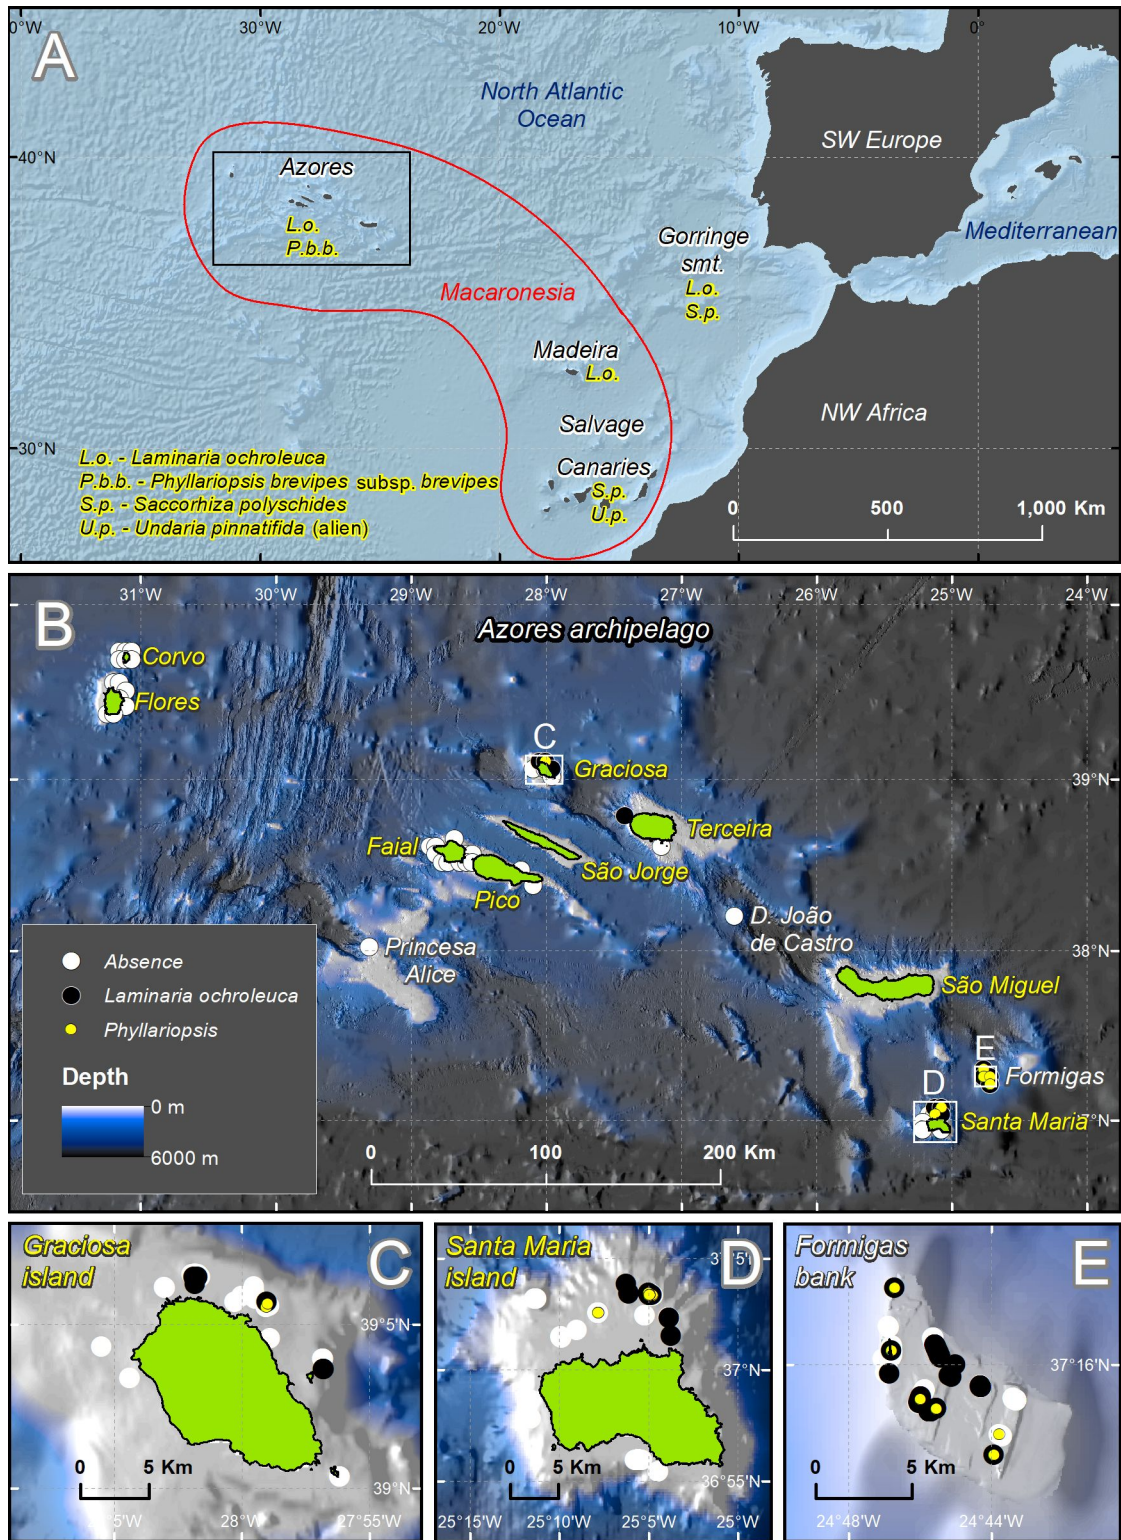 0°W
30°W
20°W
10°W
0°
A
North Atlantic
Ocean
SW Europe
40°N
Azores
L.o.
P.b.b.
Mediterranean
Gorringe
smt.
L.o.
S.p.
Macaronesia
Madeira
L.o.
NW Africa
Salvage
30°N
Canaries
S.p.
U.p.
L.o. - Laminaria ochroleuca
P.b.b. - Phyllariopsis brevipes subsp. brevipes
S.p. - Saccorhiza polyschides
U.p. - Undaria pinnatifida (alien)
0 500 1,000 Km
31°W
30°W
29°W
28°W
27°W
26°W
25°W
24°W
B
Azores archipelago
Corvo
Flores
C
Graciosa
39°N
Terceira
Faial
São Jorge
Pico
D. João
de Castro
Princesa
Alice
38°N
São Miguel
E
Formigas
D
Santa Maria
37°N
Absence
Laminaria ochroleuca
Phyllariopsis
Depth
0 m
6000 m
0 100 200 Km
Graciosa
island
C
39°5'N
0 5 Km
39°N
5'W
28°W
27°55'W
Santa Maria
island
D
37°5'N
37°N
0 5 Km
36°55'N
25°15'W
25°10'W
25°5'W
25°W
Formigas
bank
E
37°16'N
0 5 Km
24°48'W
24°44'W